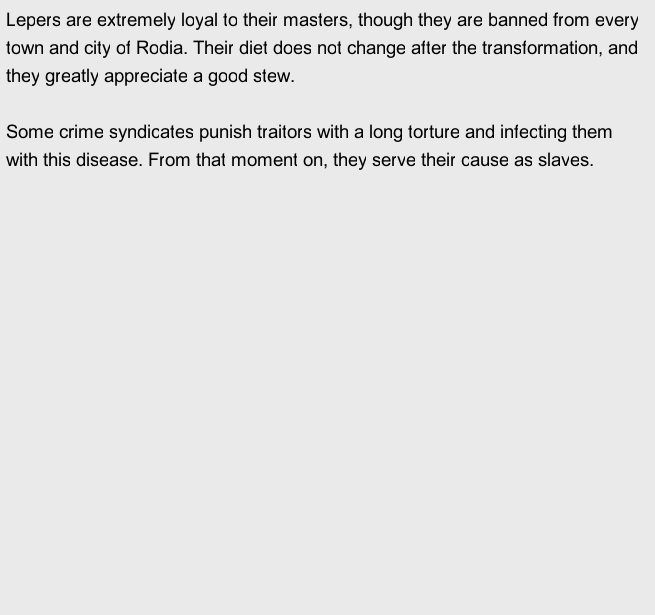 Lepers are extremely loyal to their masters, though they are banned from every
town and city of Rodia. Their diet does not change after the transformation, and
they greatly appreciate a good stew.
Some crime syndicates punish traitors with a long torture and infecting them
with this disease. From that moment on, they serve their cause as slaves.